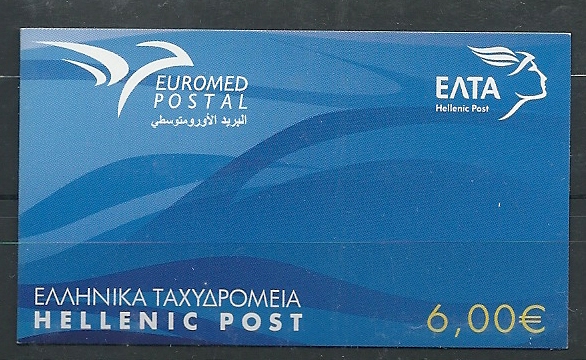 EUROMED
POSTAL
البريد الأورومتوسطي
ΕΛΤΑ
Hellenic Post
ΕΛΛΗΝΙΚΑ ΤΑΧΥΔΡΟΜΕΙΑ
HELLENIC POST
6,00€